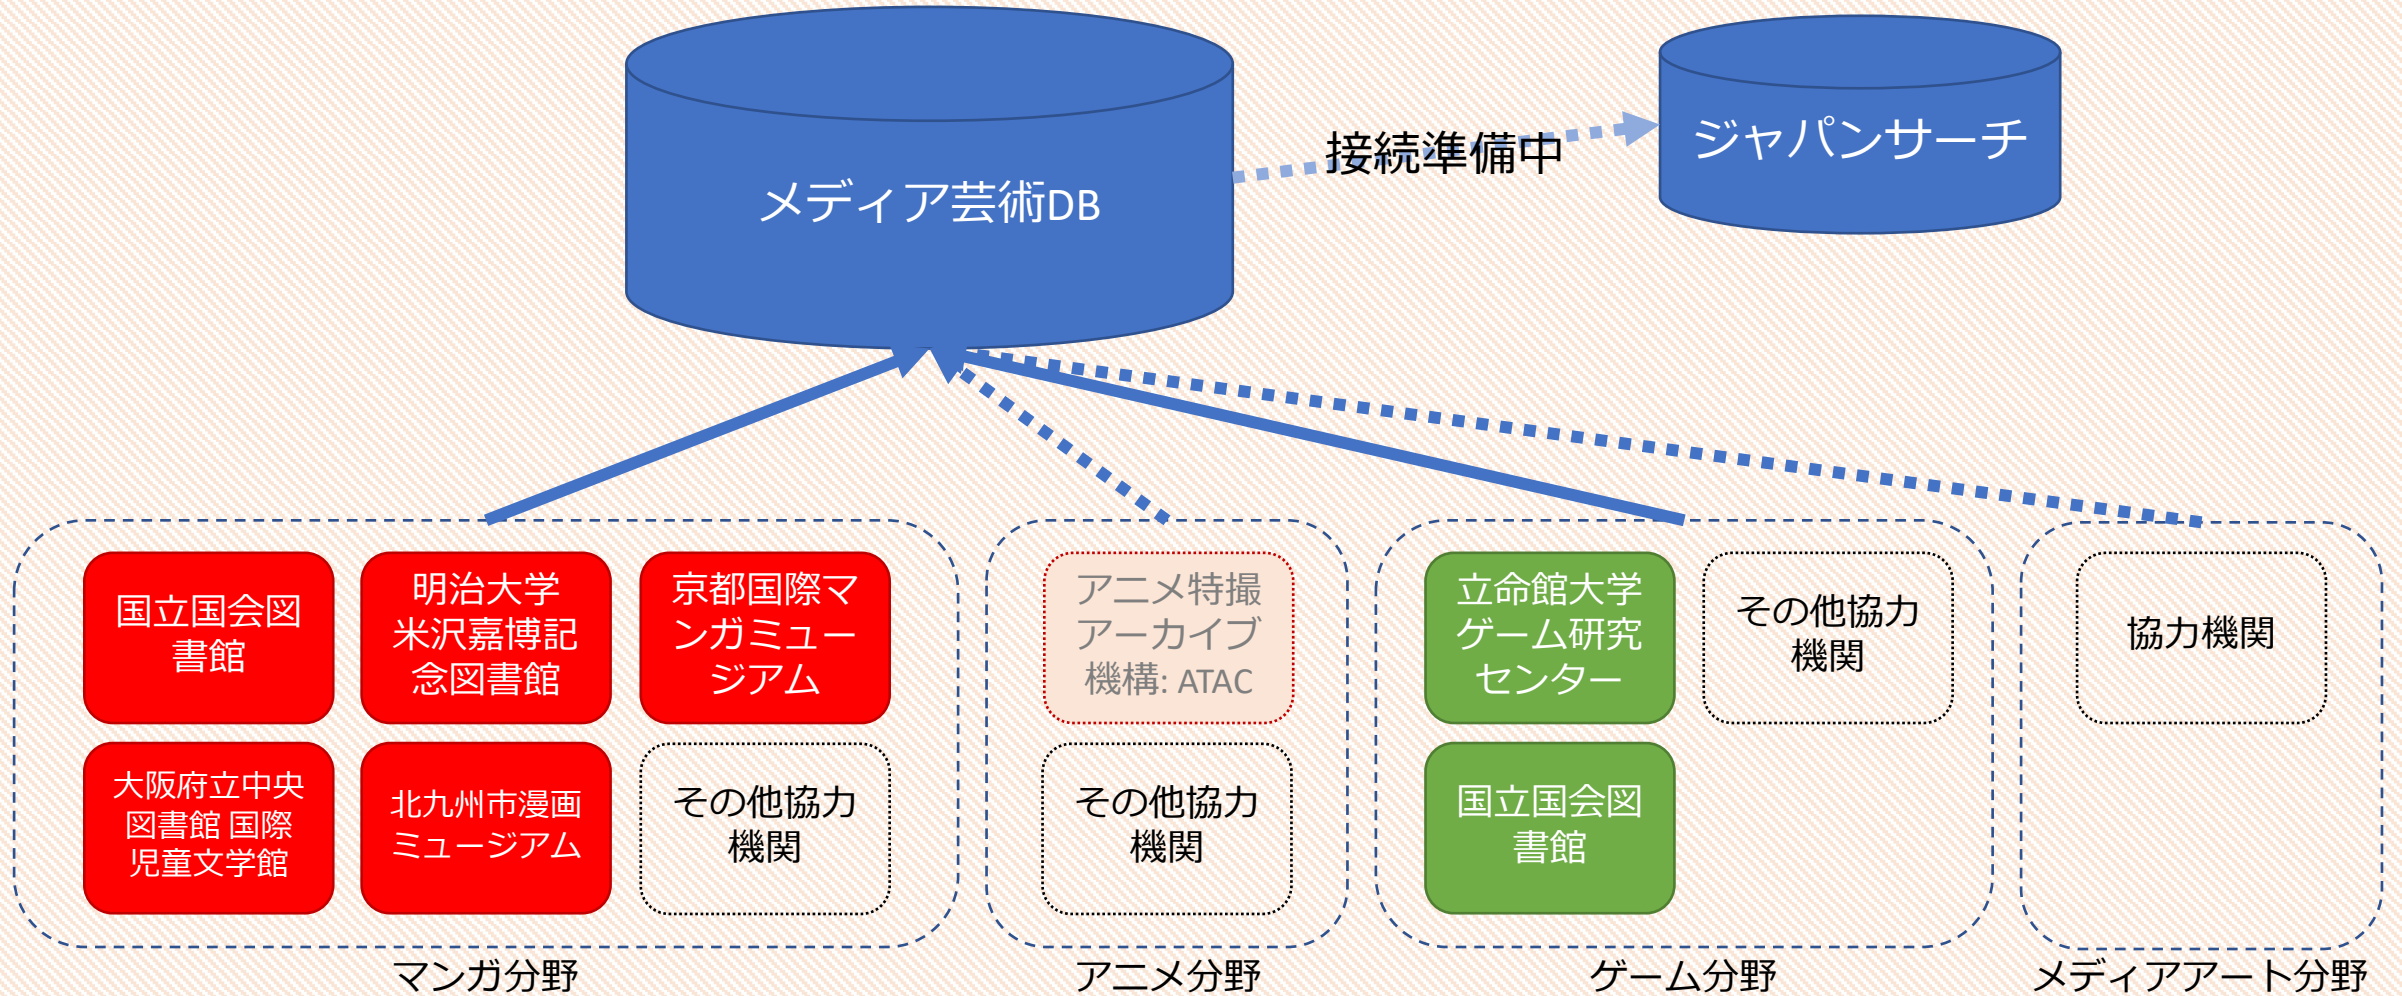 メディア芸術DB
接続準備中
ジャパンサーチ
国立国会図
書館
明治大学
米沢嘉博記
念図書館
京都国際マ
ンガミュー
ジアム
大阪府立中央
図書館 国際
児童文学館
北九州市漫画
ミュージアム
その他協力
機関
マンガ分野
アニメ特撮
アーカイブ
機構: ATAC
その他協力
機関
アニメ分野
立命館大学
ゲーム研究
センター
その他協力
機関
国立国会図
書館
ゲーム分野
協力機関
メディアアート分野